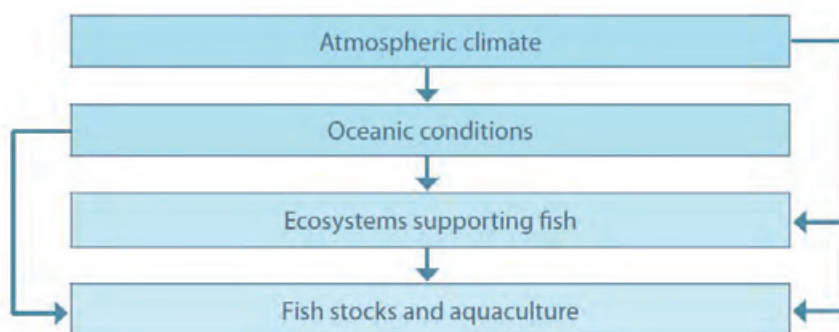 Atmospheric climate
Oceanic conditions
Ecosystems supporting fish
Fish stocks and aquaculture